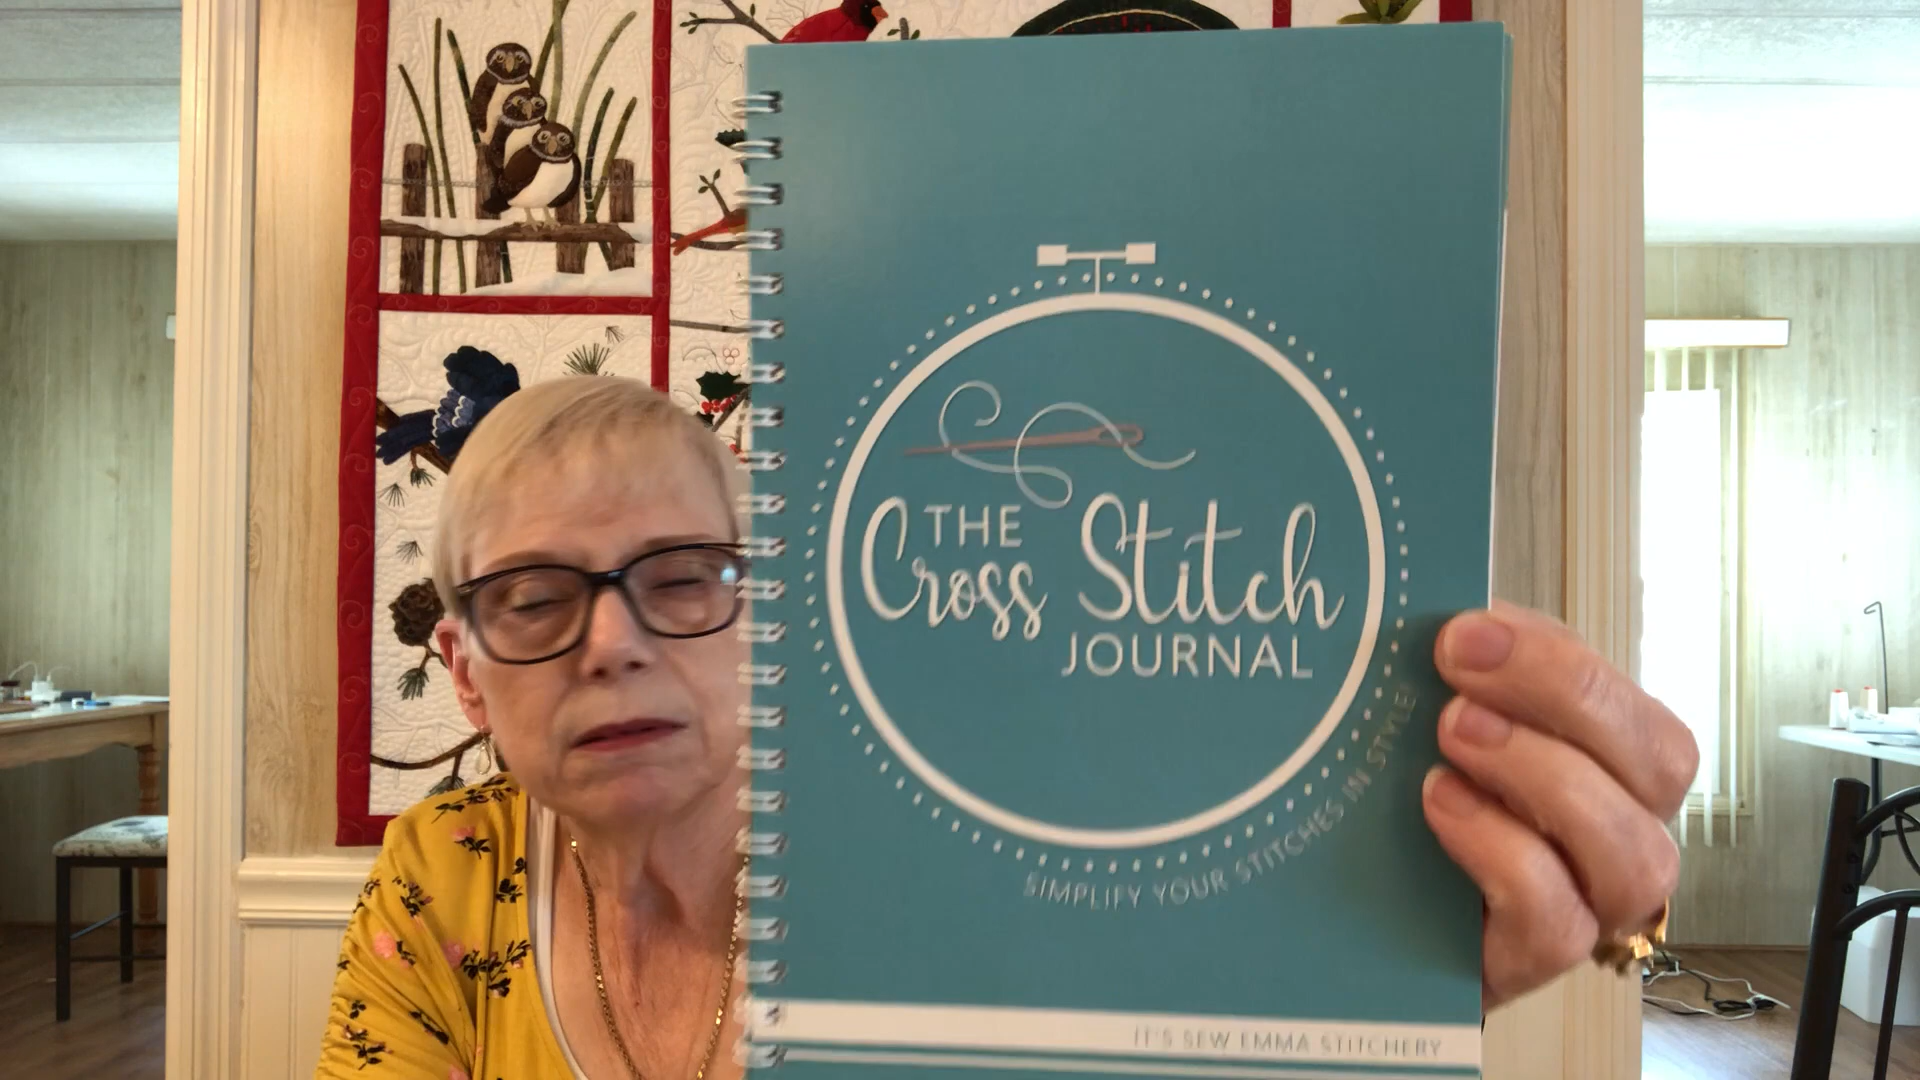 THE
Cross Stitch
JOURNAL
SIMPLIFY YOUR STITCHES IN STYLE!
IT'S SEW EMMA STITCHERY